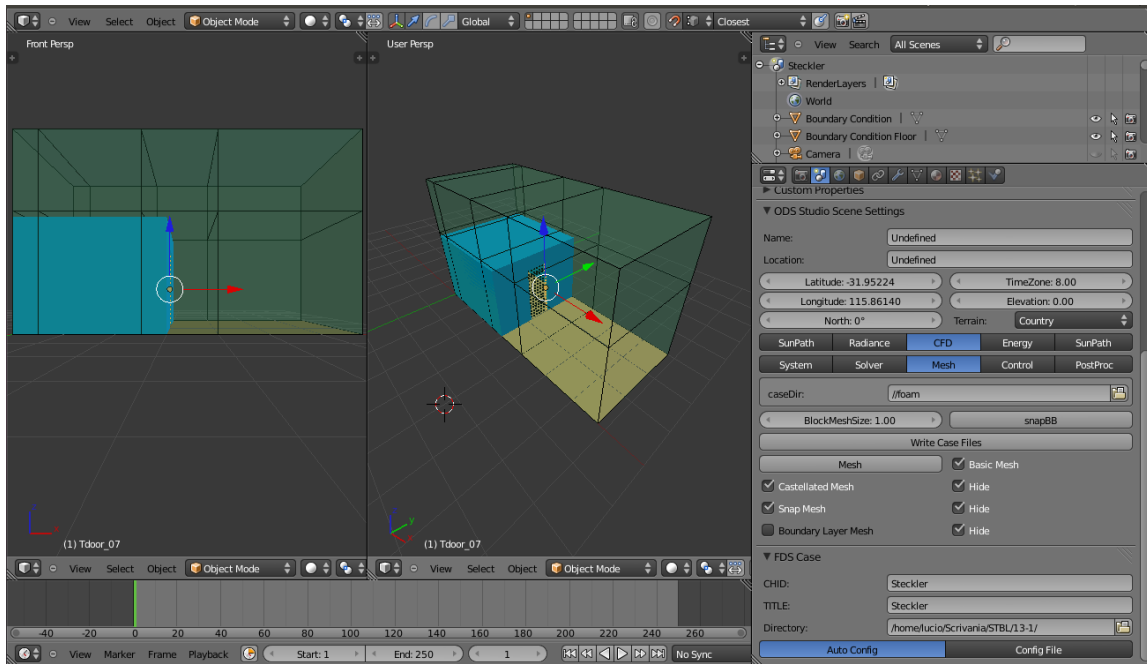 View Select Object Object Mode Global Closest
Front Persp
User Persp
(1) Tdoor_07
(1) Tdoor_07
View Select Object Object Mode
View Select Object Object Mode
-40 -20 0 20 40 60 80 100 120 140 160 180 200 220 240 260
View Marker Frame Playback Start: 1 End: 250 1 No Sync
View Search All Scenes
Steckler
RenderLayers
World
Boundary Condition
Boundary Condition Floor
Camera
Custom Properties
ODS Studio Scene Settings
Name: Undefined
Location: Undefined
Latitude: -31.95224 TimeZone: 8.00
Longitude: 115.86140 Elevation: 0.00
North: 0° Terrain: Country
SunPath Radiance CFD Energy SunPath
System Solver Mesh Control PostProc
caseDir: //foam
BlockMeshSize: 1.00 snapBB
Write Case Files
Mesh Basic Mesh
Castellated Mesh Hide
Snap Mesh Hide
Boundary Layer Mesh Hide
FDS Case
CHID: Steckler
TITLE: Steckler
Directory: /home/lucio/Scrivania/STBL/13-1/
Auto Config Config File